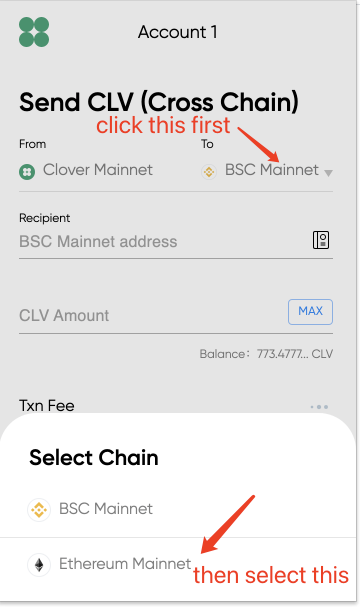 Account 1
Send CLV (Cross Chain)
click this first
From To
Clover Mainnet BSC Mainnet
Recipient
BSC Mainnet address
CLV Amount MAX
Balance: 773.4777... CLV
Txn Fee ...
Select Chain
BSC Mainnet
Ethereum Mainnet
then select this